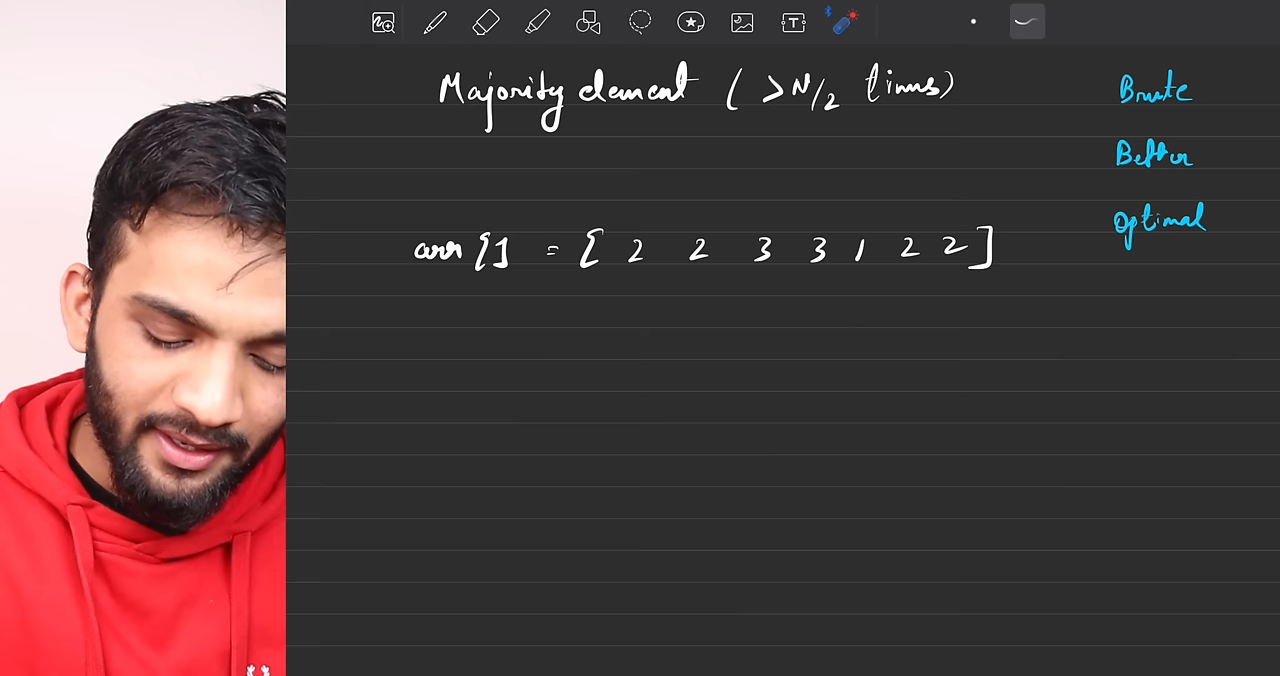 Majority element ( > N/2 times)
Brute
Better
Optimal
arr [] = [ 2 2 3 3 1 2 2 ]